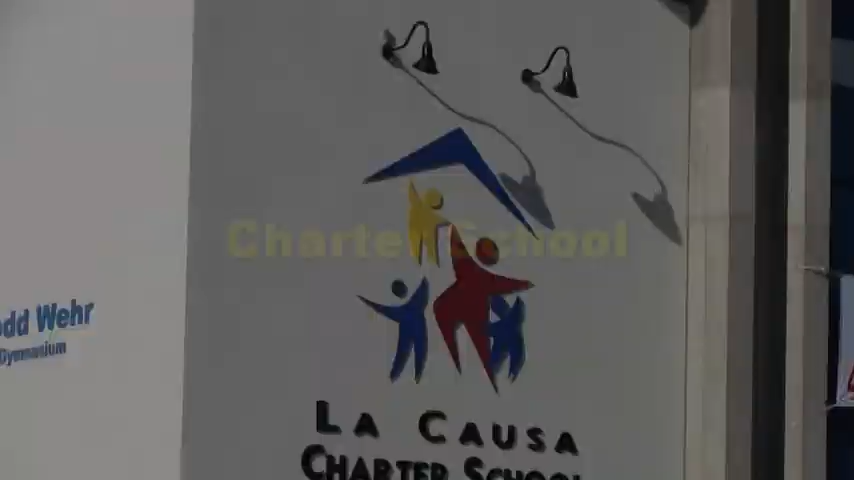 Charter School
odd Wehr
Gymnasium
LA CAUSA
CHARTER SCHOOL